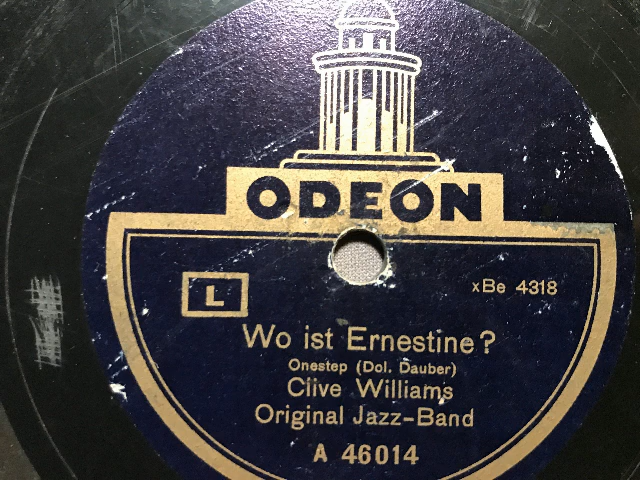 ODEON
L
xBe 4318
Wo ist Ernestine?
Onestep (Dol. Dauber)
Clive Williams
Original Jazz-Band
A 46014